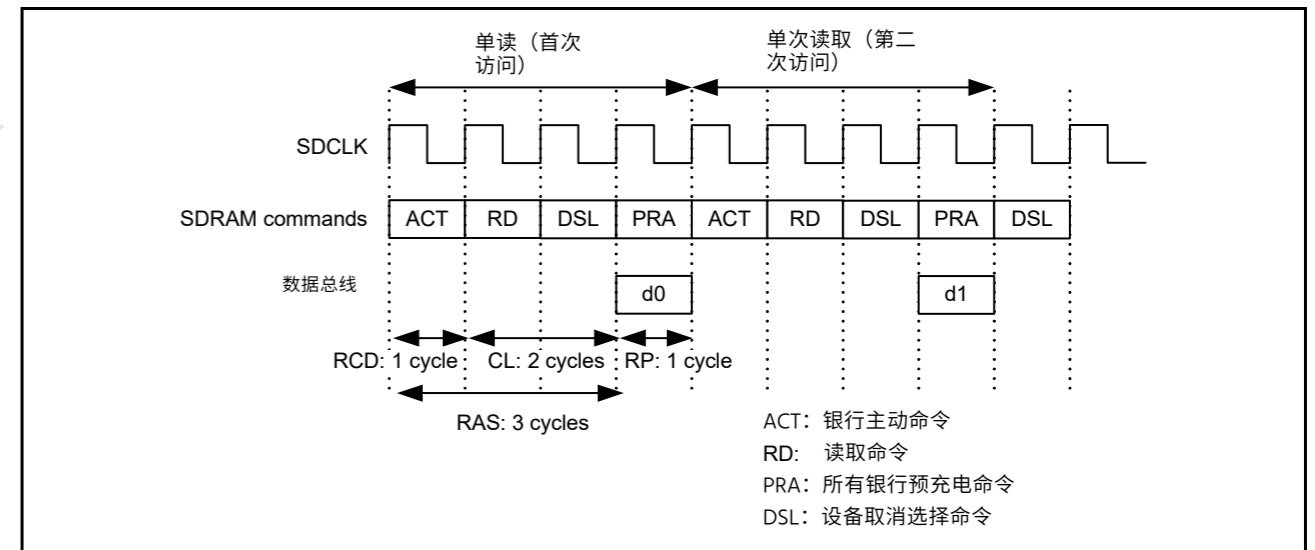 单读（首次
访问）
单次读取（第二
次访问）
SDCLK
SDRAM commands ACT RD DSL PRA ACT RD DSL PRA DSL
数据总线 d0 d1
RCD: 1 cycle CL: 2 cycles RP: 1 cycle
RAS: 3 cycles
ACT：银行主动命令
RD: 读取命令
PRA：所有银行预充电命令
DSL：设备取消选择命令